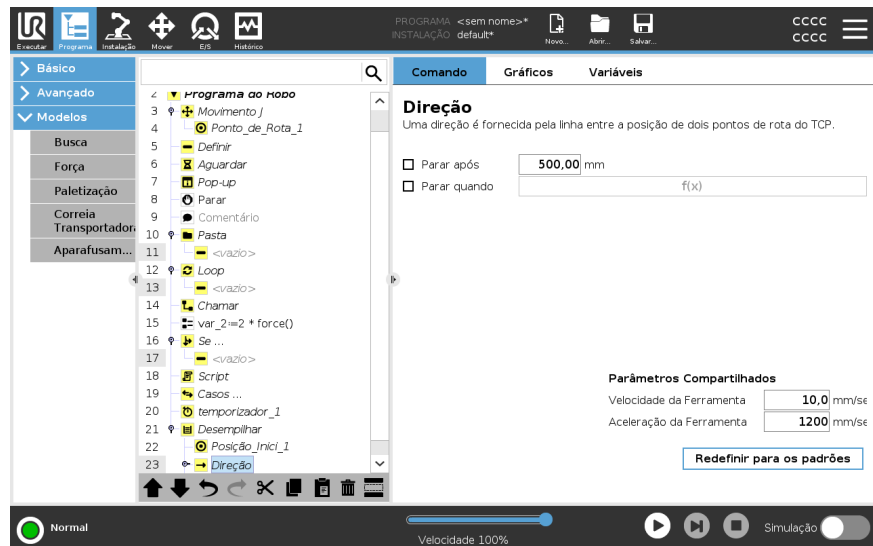 UR
PROGRAMA <sem nome>*
INSTALAÇÃO default*
CCCC
CCCC
Executar Programa Instalação Mover E/S Histórico Novo... Abrir... Salvar...
Básico
Avançado
Modelos
Busca
Força
Paletização
Correia
Transportadora
Aparafusam...
2 Programa do Robô
3 Movimento J
4 Ponto_de_Rota_1
5 Definir
6 Aguardar
7 Pop-up
8 Parar
9 Comentário
10 Pasta
11 <vazio>
12 Loop
13 <vazio>
14 Chamar
15 var_2:=2 * force()
16 Se ...
17 <vazio>
18 Script
19 Casos ...
20 temporizador_1
21 Desempilhar
22 Posição_Inici_1
23 Direção
Comando Gráficos Variáveis
Direção
Uma direção é fornecida pela linha entre a posição de dois pontos de rota do TCP.
Parar após 500,00 mm
Parar quando f(x)
Parâmetros Compartilhados
Velocidade da Ferramenta 10,0 mm/se
Aceleração da Ferramenta 1200 mm/se
Redefinir para os padrões
Normal
Velocidade 100%
Simulação